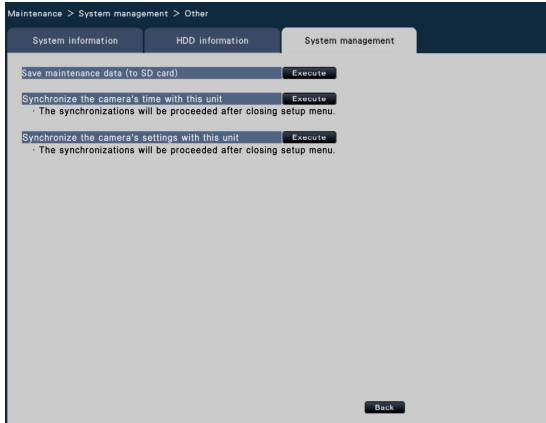 Maintenance > System management > Other
System information HDD information System management
Save maintenance data (to SD card) Execute
Synchronize the camera's time with this unit Execute
· The synchronizations will be proceeded after closing setup menu.
Synchronize the camera's settings with this unit Execute
· The synchronizations will be proceeded after closing setup menu.
Back